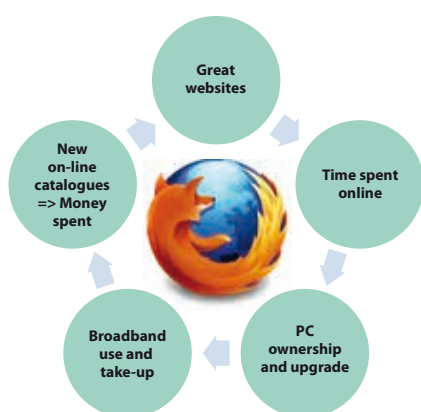 Great
websites
Time spent
online
PC
ownership
and upgrade
Broadband
use and
take-up
New
on-line
catalogues
=> Money
spent